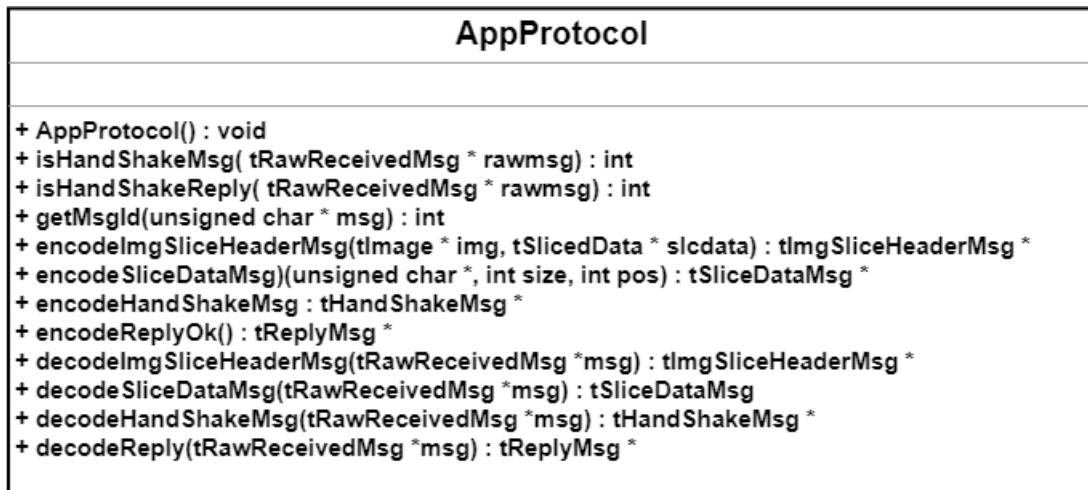 AppProtocol
+ AppProtocol() : void
+ isHandShakeMsg( tRawReceivedMsg * rawmsg) : int
+ isHandShakeReply( tRawReceivedMsg * rawmsg) : int
+ getMsgId(unsigned char * msg) : int
+ encodeImgSliceHeaderMsg(tImage * img, tSlicedData * slcdata) : tImgSliceHeaderMsg *
+ encodeSliceDataMsg)(unsigned char *, int size, int pos) : tSliceDataMsg *
+ encodeHandShakeMsg : tHandShakeMsg *
+ encodeReplyOk() : tReplyMsg *
+ decodeImgSliceHeaderMsg(tRawReceivedMsg *msg) : tImgSliceHeaderMsg *
+ decodeSliceDataMsg(tRawReceivedMsg *msg) : tSliceDataMsg
+ decodeHandShakeMsg(tRawReceivedMsg *msg) : tHandShakeMsg *
+ decodeReply(tRawReceivedMsg *msg) : tReplyMsg *